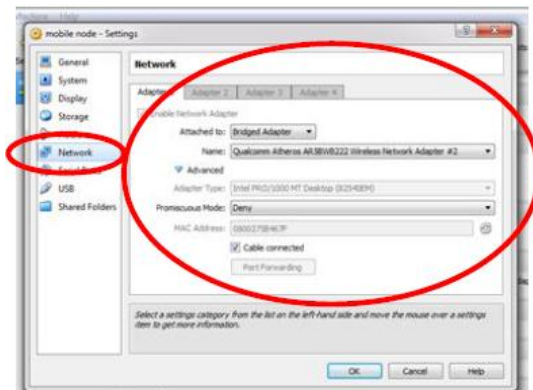 mobile node - Settings
General
System
Display
Storage
Network
USB
Shared Folders
Network
Adapter 2
Adapter 3
Adapter 4
Enable Network Adapter
Attached to: Bridged Adapter
Name: Qualcomm Atheros AR5BWB222 Wireless Network Adapter #2
Advanced
Adapter Type: Intel PRO/1000 MT Desktop (82540EM)
Promiscuous Mode: Deny
MAC Address:
Cable connected
Port Forwarding
Select a settings category from the list on the left-hand side and move the mouse over a settings
item to get more information.
OK Cancel Help